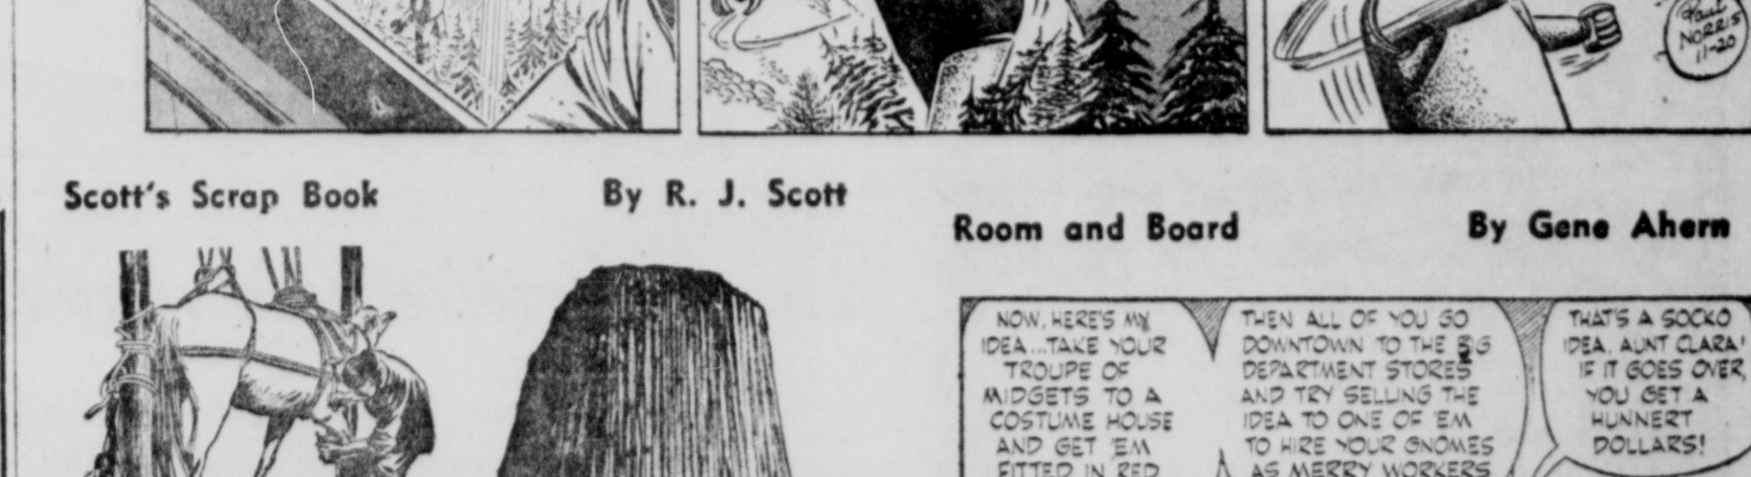 Paul
NORRIS
11-20
Scott's Scrap Book
By R. J. Scott
Room and Board
By Gene Ahern
NOW, HERE'S MY
IDEA...TAKE YOUR
TROUPE OF
MIDGETS TO A
COSTUME HOUSE
AND GET 'EM
FITTED IN RED
THEN ALL OF YOU GO
DOWNTOWN TO THE BIG
DEPARTMENT STORES
AND TRY SELLING THE
IDEA TO ONE OF 'EM
TO HIRE YOUR GNOMES
AS MERRY WORKERS
THAT'S A SOCKO
IDEA, AUNT CLARA!
IF IT GOES OVER,
YOU GET A
HUNNERT
DOLLARS!